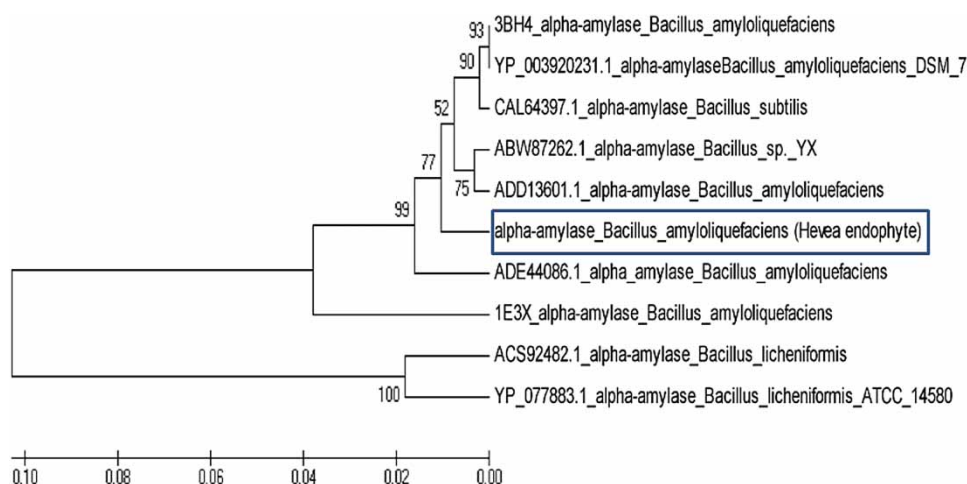 93
3BH4_alpha-amylase_Bacillus_amyloliquefaciens
YP_003920231.1_alpha-amylaseBacillus_amyloliquefaciens_DSM_7
90
CAL64397.1_alpha-amylase_Bacillus_subtilis
52
ABW87262.1_alpha-amylase_Bacillus_sp._YX
77
75
ADD13601.1_alpha-amylase_Bacillus_amyloliquefaciens
99
alpha-amylase_Bacillus_amyloliquefaciens (Hevea endophyte)
ADE44086.1_alpha_amylase_Bacillus_amyloliquefaciens
1E3X_alpha-amylase_Bacillus_amyloliquefaciens
ACS92482.1_alpha-amylase_Bacillus_licheniformis
100
YP_077883.1_alpha-amylase_Bacillus_licheniformis_ATCC_14580
0.10 0.08 0.06 0.04 0.02 0.00